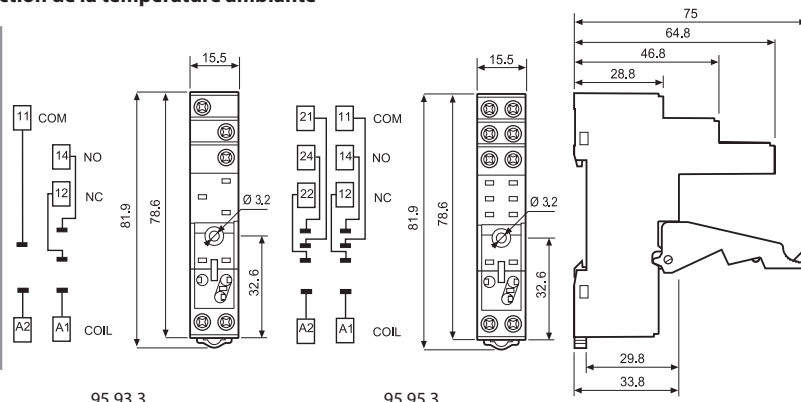 ction de la température ambiante
75
64.8
46.8
28.8
15.5
15.5
11 COM
14 NO
12 NC
81.9
78.6
Ø 3.2
32.6
A2 A1 COIL
21 11 COM
24 14 NO
22 12 NC
81.9
78.6
Ø 3.2
32.6
A2 A1 COIL
29.8
33.8
95.93.3
95.95.3